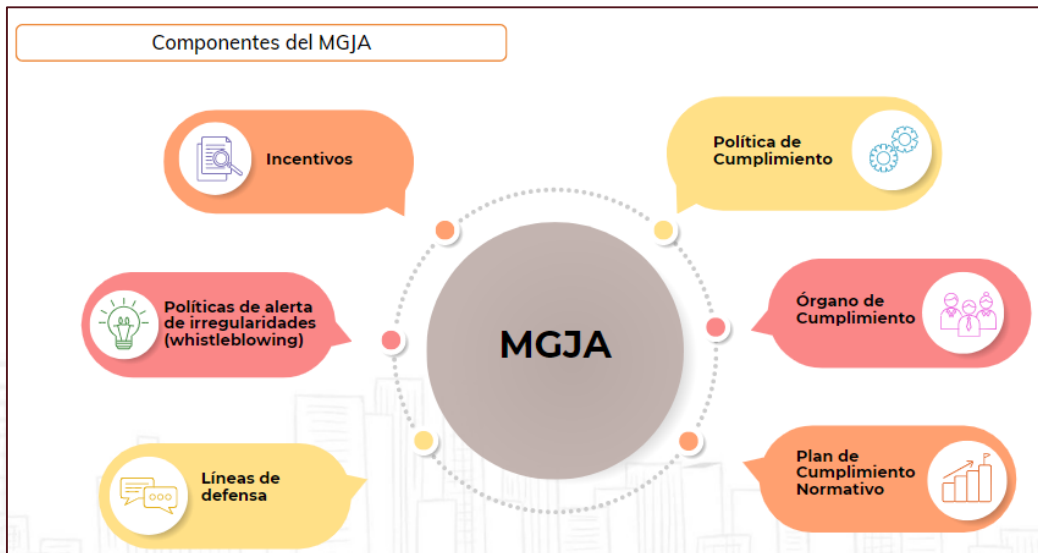 Componentes del MGJA
Incentivos
Política de
Cumplimiento
Políticas de alerta
de irregularidades
(whistleblowing)
Órgano de
Cumplimiento
MGJA
Líneas de
defensa
Plan de
Cumplimiento
Normativo